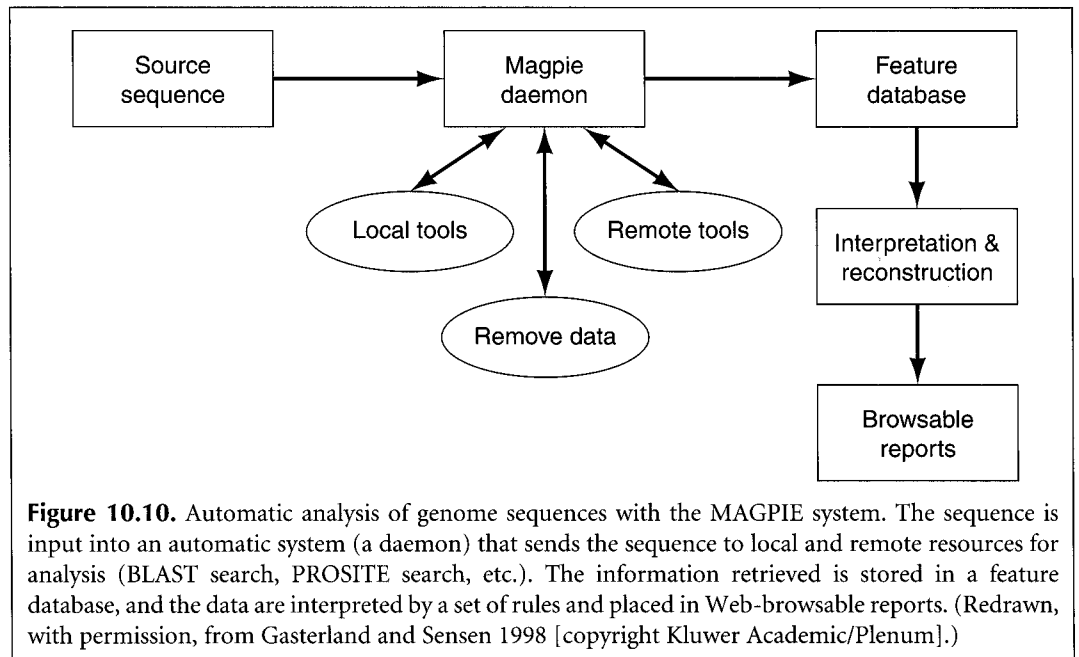 Source
sequence
Magpie
daemon
Feature
database
Local tools
Remote tools
Interpretation &
reconstruction
Remove data
Browsable
reports
Figure 10.10. Automatic analysis of genome sequences with the MAGPIE system. The sequence is
input into an automatic system (a daemon) that sends the sequence to local and remote resources for
analysis (BLAST search, PROSITE search, etc.). The information retrieved is stored in a feature
database, and the data are interpreted by a set of rules and placed in Web-browsable reports. (Redrawn,
with permission, from Gasterland and Sensen 1998 [copyright Kluwer Academic/Plenum].)